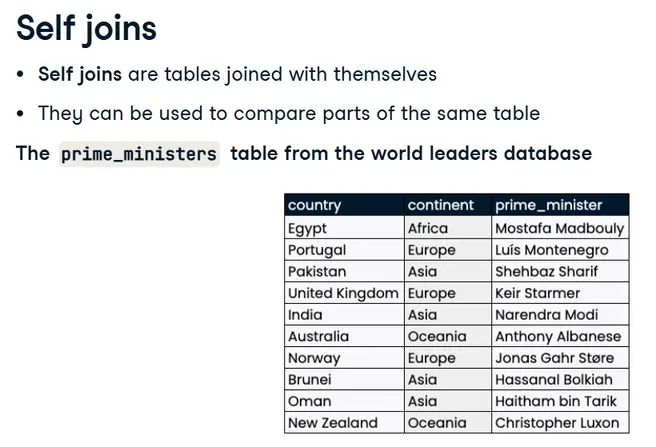 Self joins
• Self joins are tables joined with themselves
• They can be used to compare parts of the same table
The prime_ministers table from the world leaders database
country continent prime_minister
Egypt Africa Mostafa Madbouly
Portugal Europe Luís Montenegro
Pakistan Asia Shehbaz Sharif
United Kingdom Europe Keir Starmer
India Asia Narendra Modi
Australia Oceania Anthony Albanese
Norway Europe Jonas Gahr Støre
Brunei Asia Hassanal Bolkiah
Oman Asia Haitham bin Tarik
New Zealand Oceania Christopher Luxon